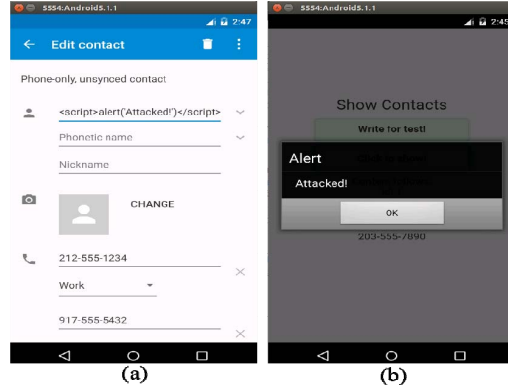 5554:Android5.1.1
2:47
Edit contact
Phone-only, unsynced contact
<script>alert('Attacked!')</script>
Phonetic name
Nickname
CHANGE
212-555-1234
Work
917-555-5432
(a)
5554:Android5.1.1
2:45
Show Contacts
Write for test!
Alert
Attacked!
OK
203-555-7890
(b)